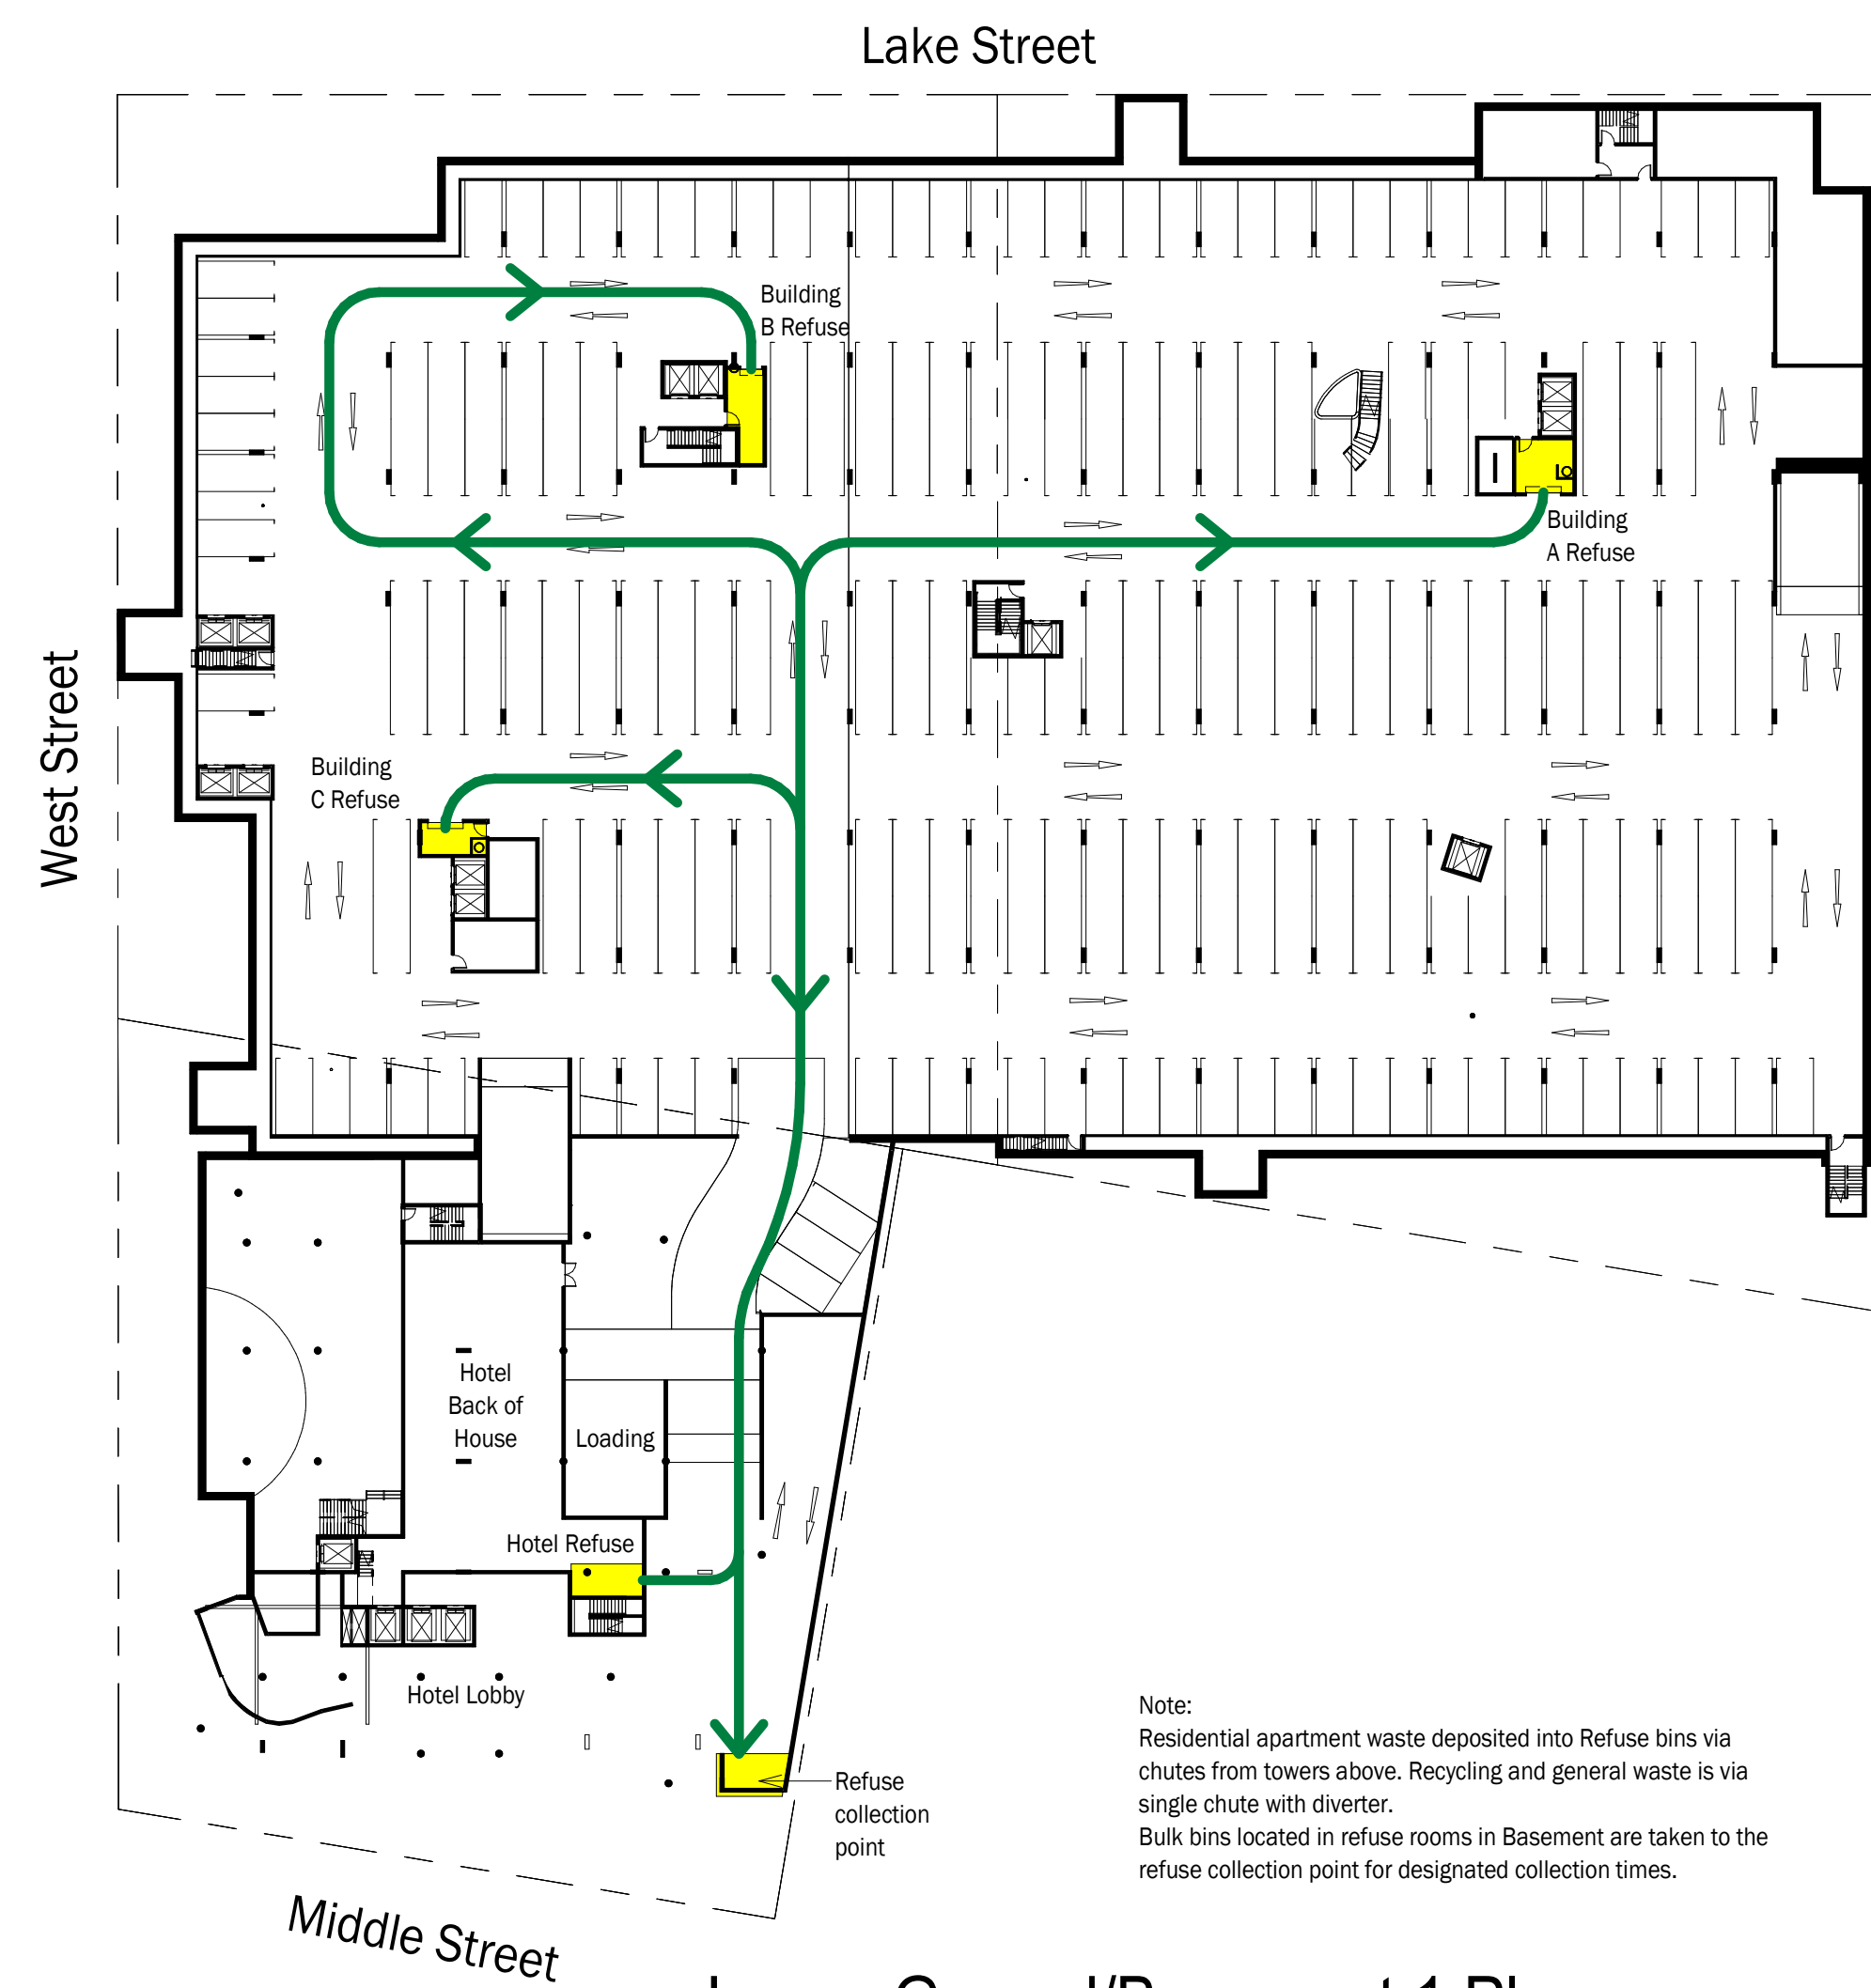 Lake Street
Building
B Refuse
Building
A Refuse
West Street
Building
C Refuse
Hotel
Back of
House
Loading
Hotel Refuse
Hotel Lobby
Refuse
collection
point
Note:
Residential apartment waste deposited into Refuse bins via
chutes from towers above. Recycling and general waste is via
single chute with diverter.
Bulk bins located in refuse rooms in Basement are taken to the
refuse collection point for designated collection times.
Middle Street